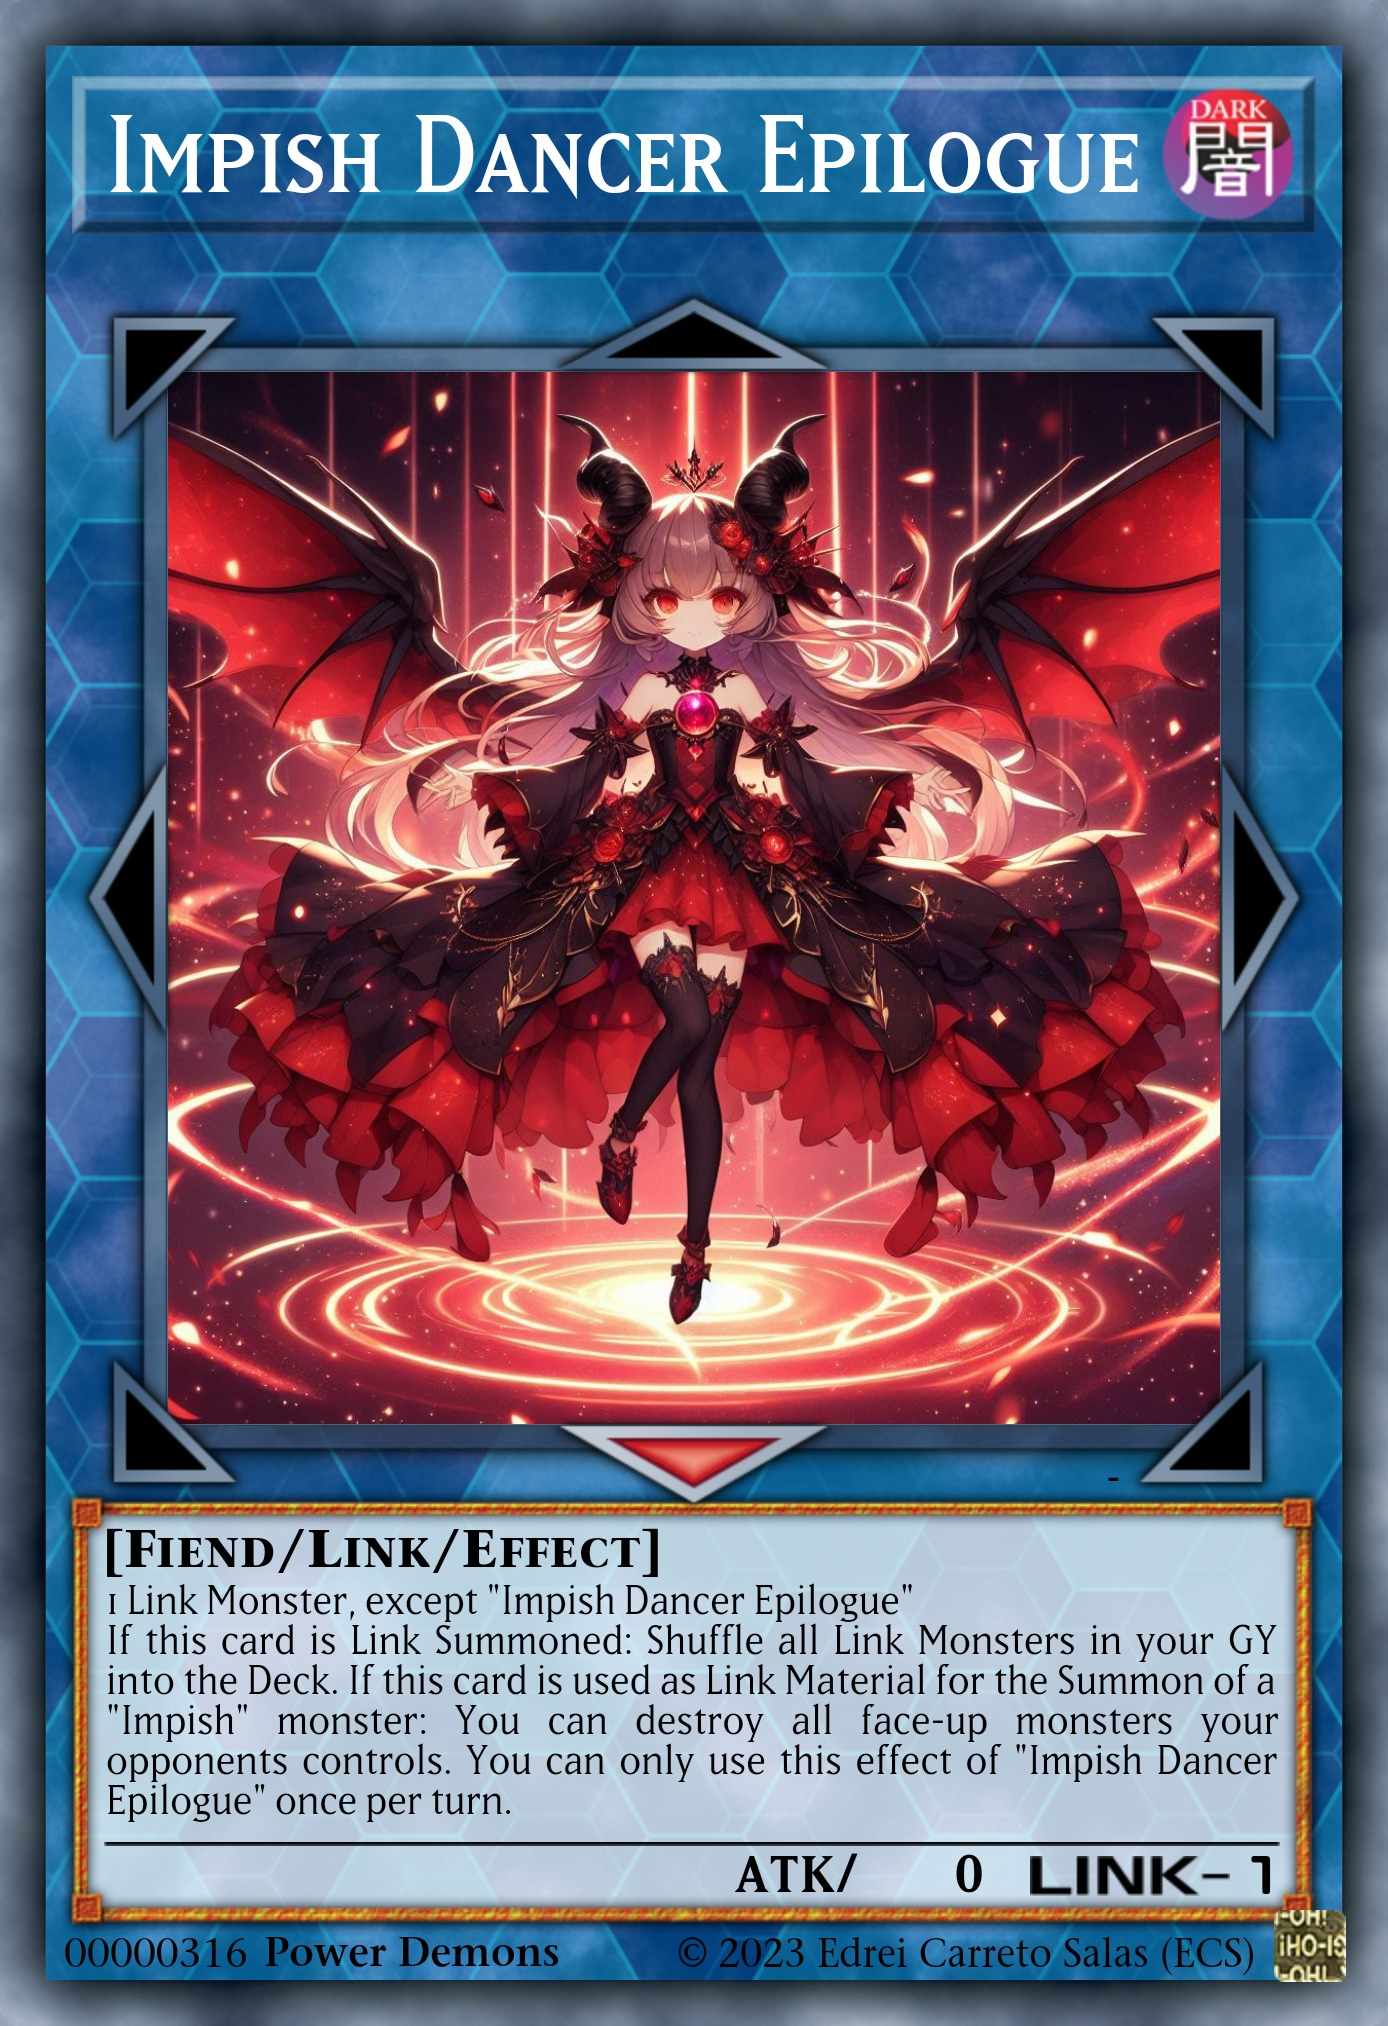 Impish Dancer Epilogue
DARK
闇
-
[Fiend/Link/Effect]
1 Link Monster, except "Impish Dancer Epilogue"
If this card is Link Summoned: Shuffle all Link Monsters in your GY
into the Deck. If this card is used as Link Material for the Summon of a
"Impish" monster: You can destroy all face-up monsters your
opponents controls. You can only use this effect of "Impish Dancer
Epilogue" once per turn.
ATK/ 0 LINK-1
00000316 Power Demons © 2023 Edrei Carreto Salas (ECS)